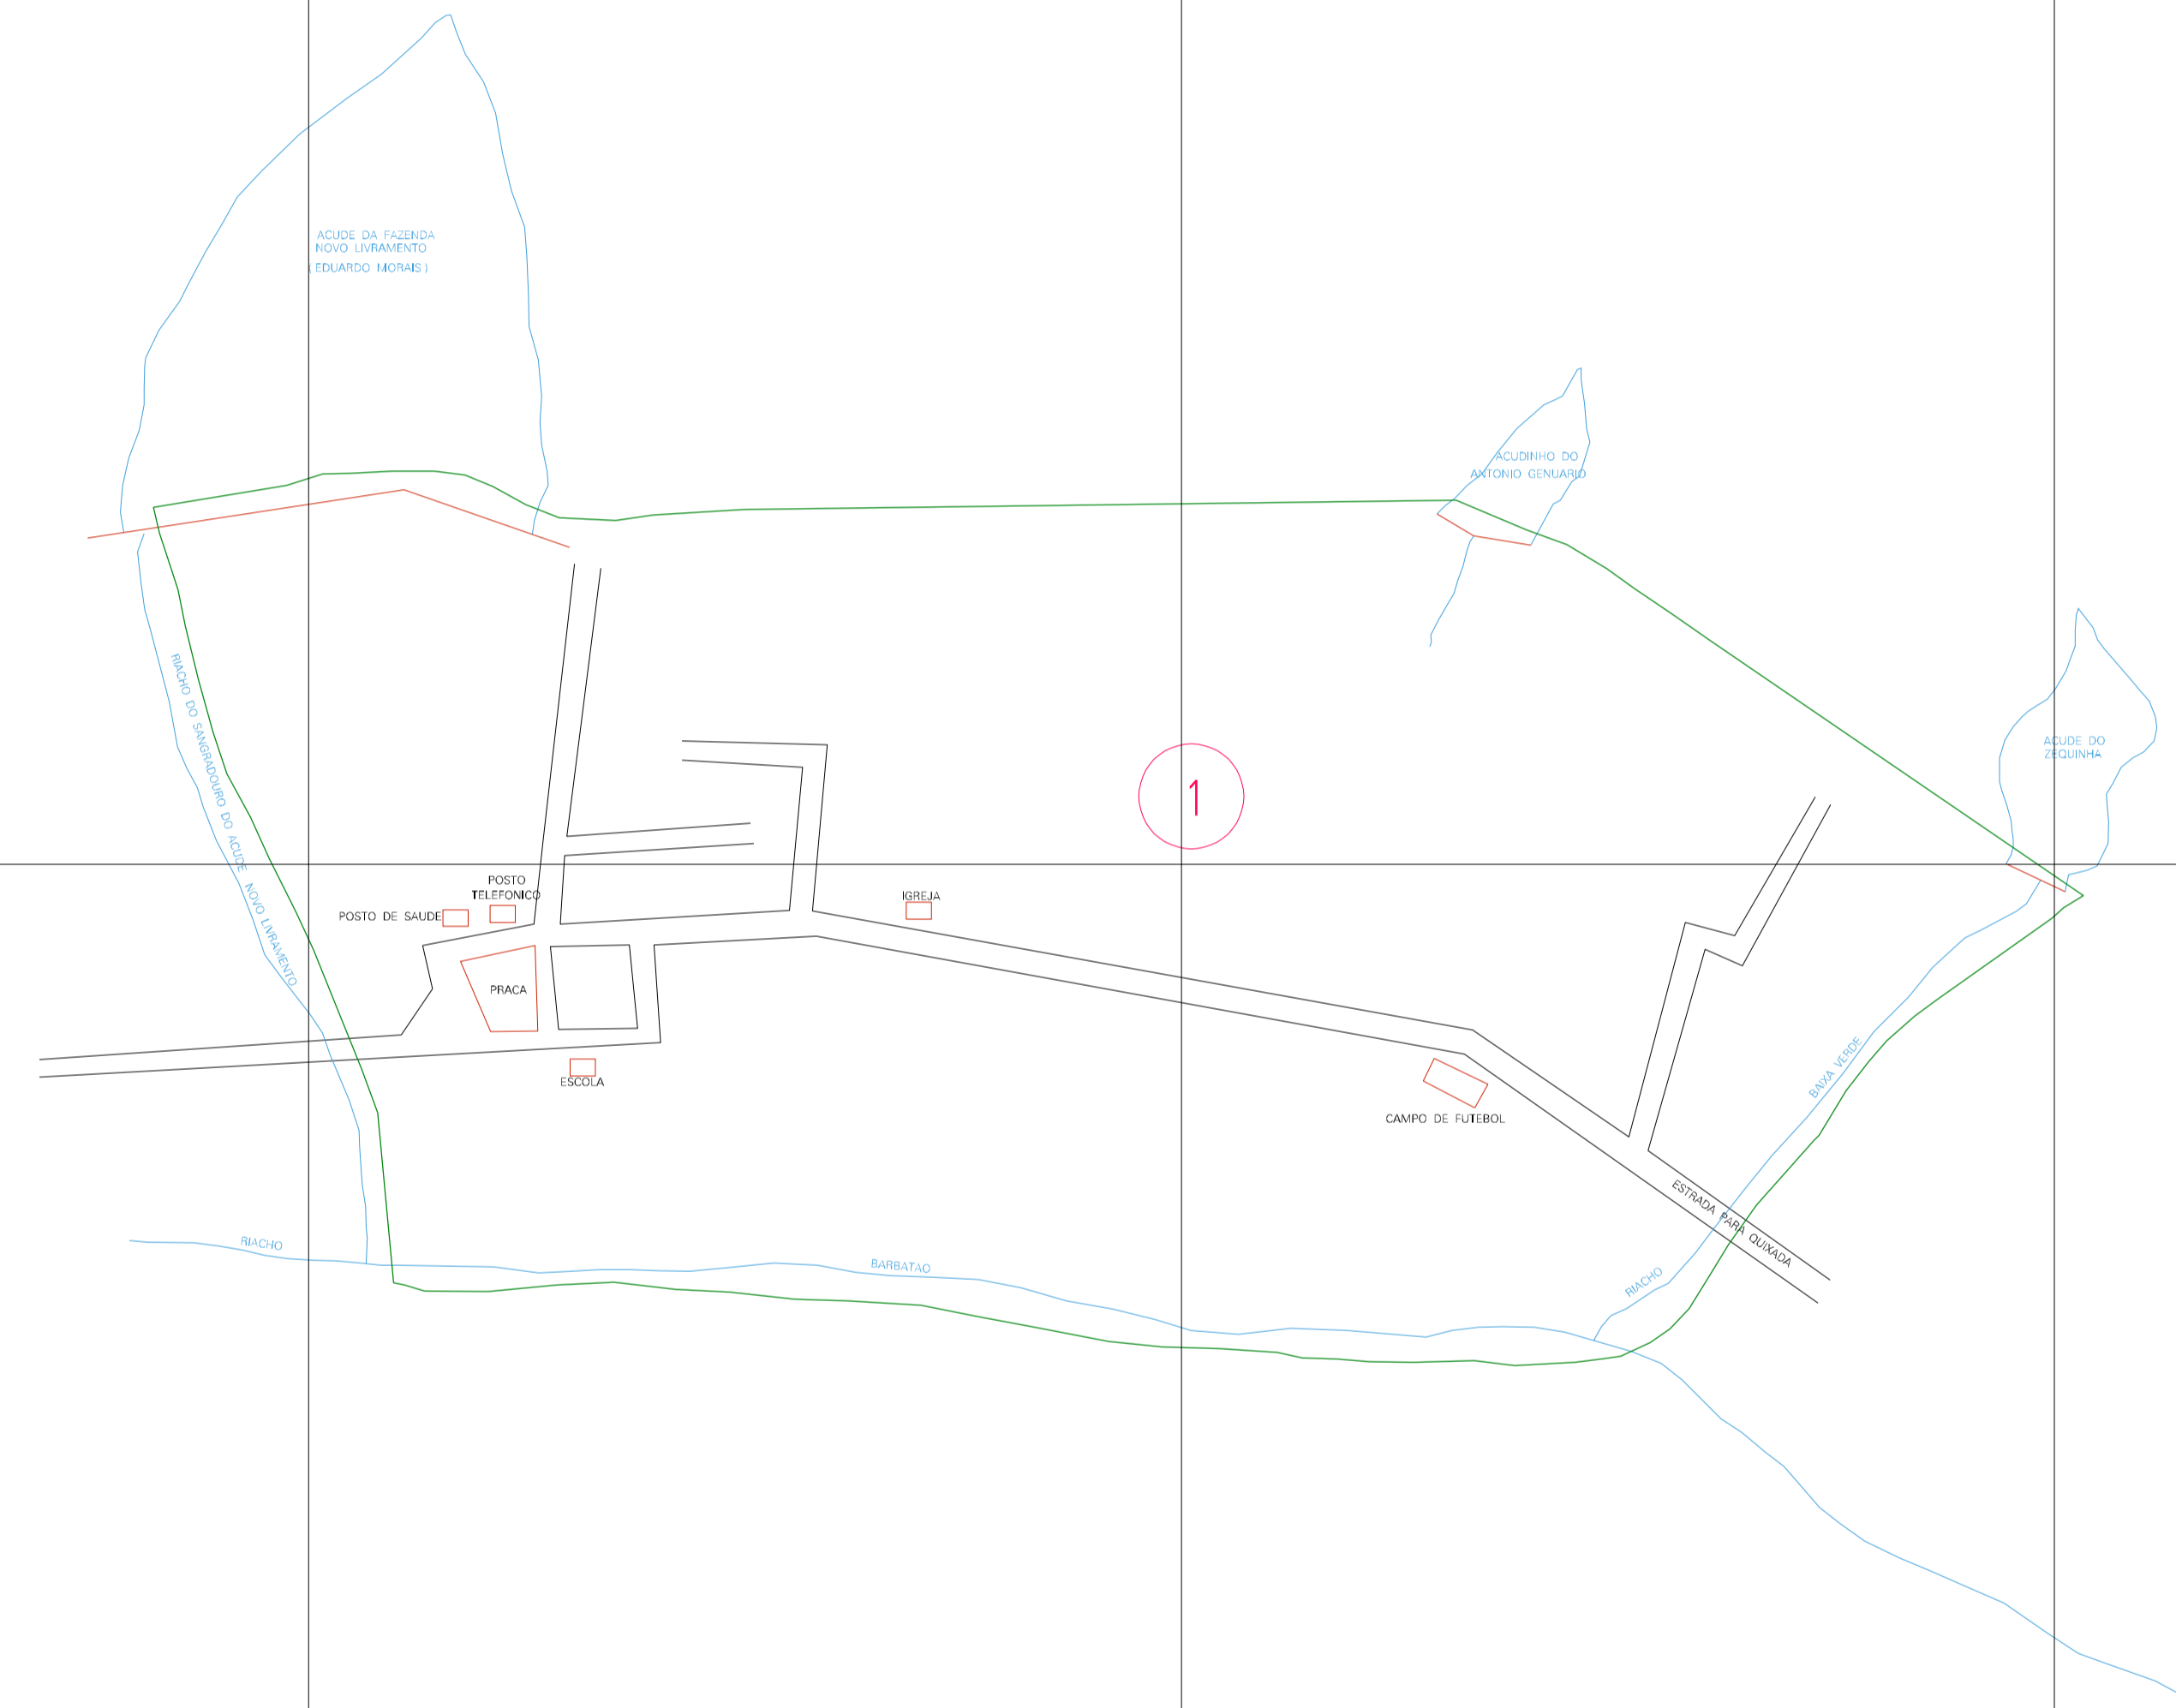 ACUDE DA FAZENDA
NOVO LIVRAMENTO
( EDUARDO MORAIS )
ACUDINHO DO
ANTONIO GENUARIO
ACUDE DO
ZEQUINHA
RIACHO DO SANGRADOURO DO ACUDE NOVO LIVRAMENTO
1
POSTO
TELEFONICO
POSTO DE SAUDE
IGREJA
PRACA
ESCOLA
CAMPO DE FUTEBOL
BAIXA VERDE
ESTRADA PARA QUIXADA
RIACHO
BARBATAO
RIACHO